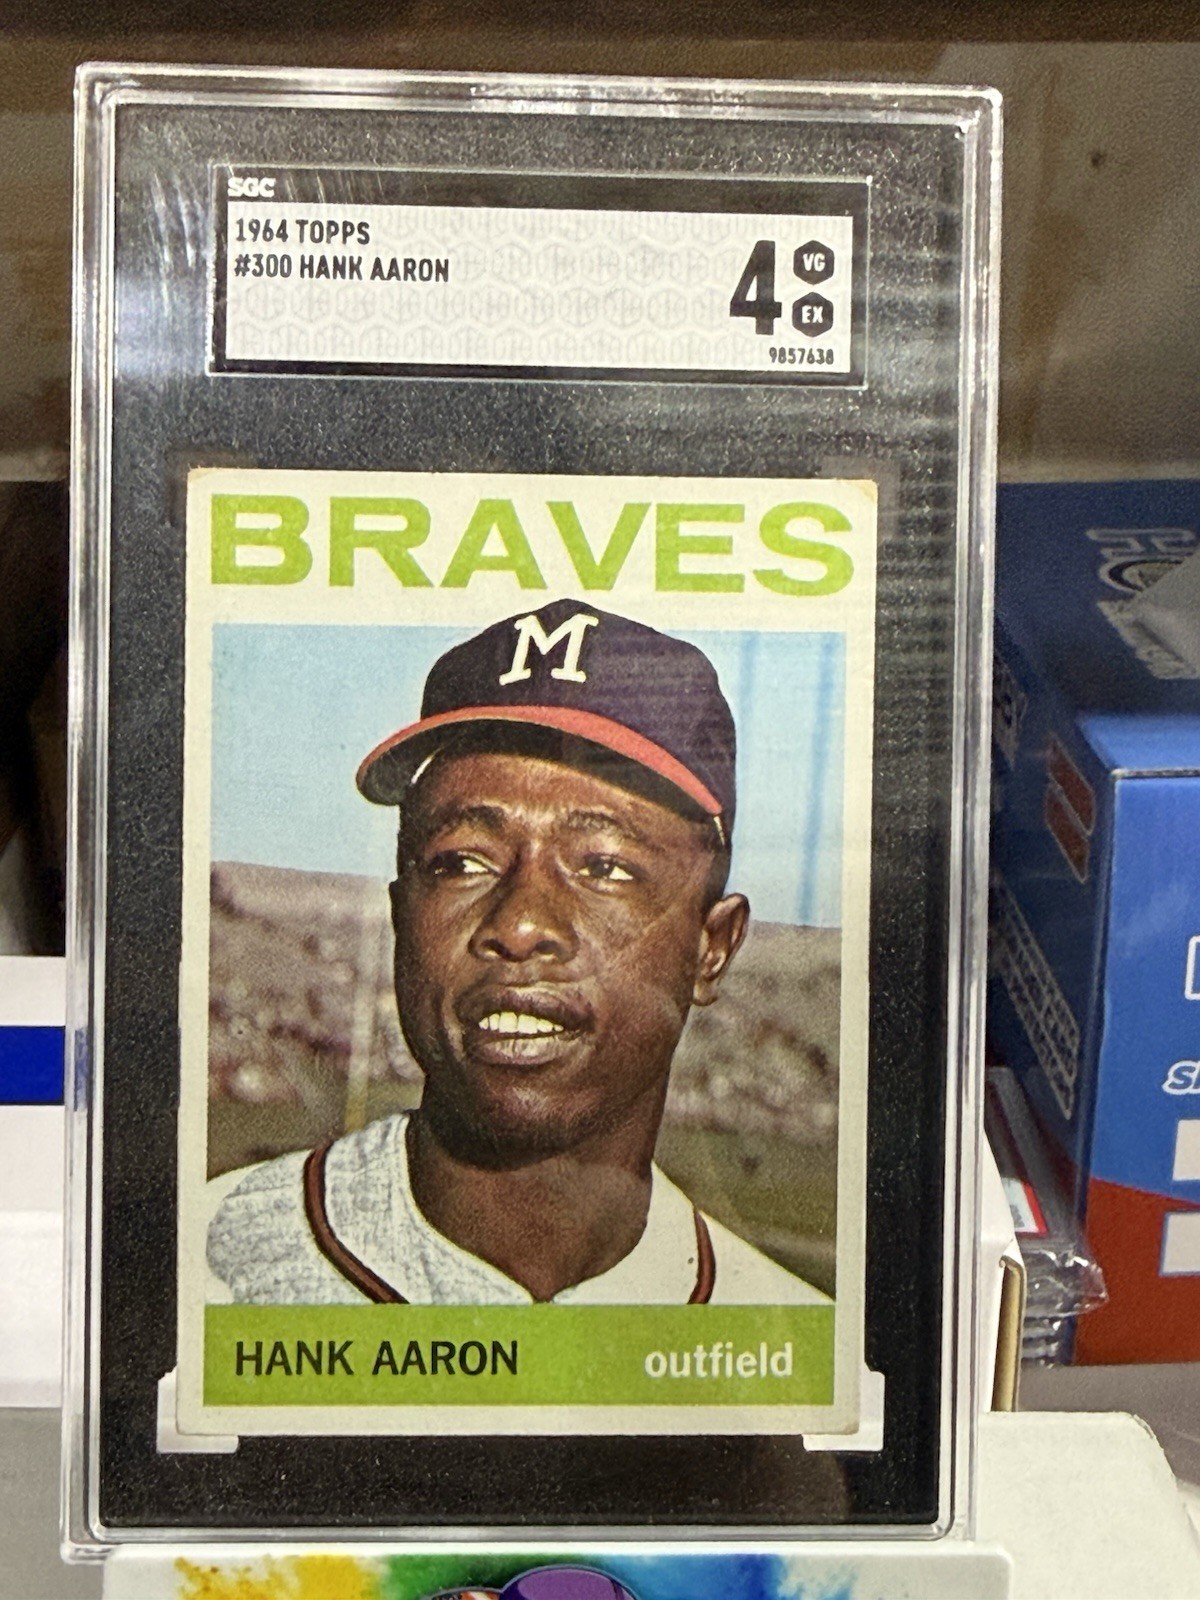 SGC
1964 TOPPS
#300 HANK AARON
4
VG
EX
9857638
BRAVES
M
HANK AARON outfield